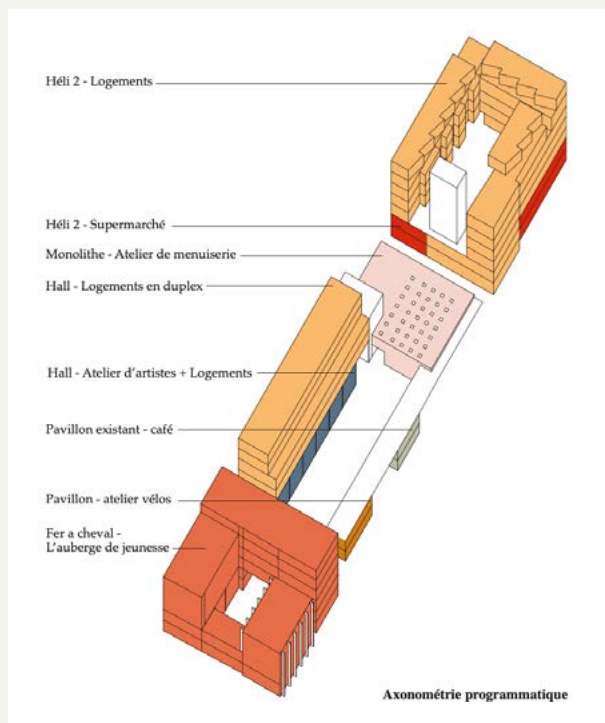 Héli 2 - Logements
Héli 2 - Supermarché
Monolithe - Atelier de menuiserie
Hall - Logements en duplex
Hall - Atelier d'artistes + Logements
Pavillon existant - café
Pavillon - atelier vélos
Fer a cheval -
L'auberge de jeunesse
Axonométrie programmatique